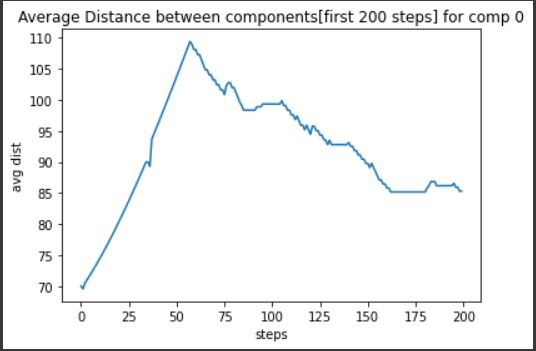 Average Distance between components[first 200 steps] for comp 0
110
105
100
95
90
85
80
75
70
avg dist
0 25 50 75 100 125 150 175 200
steps